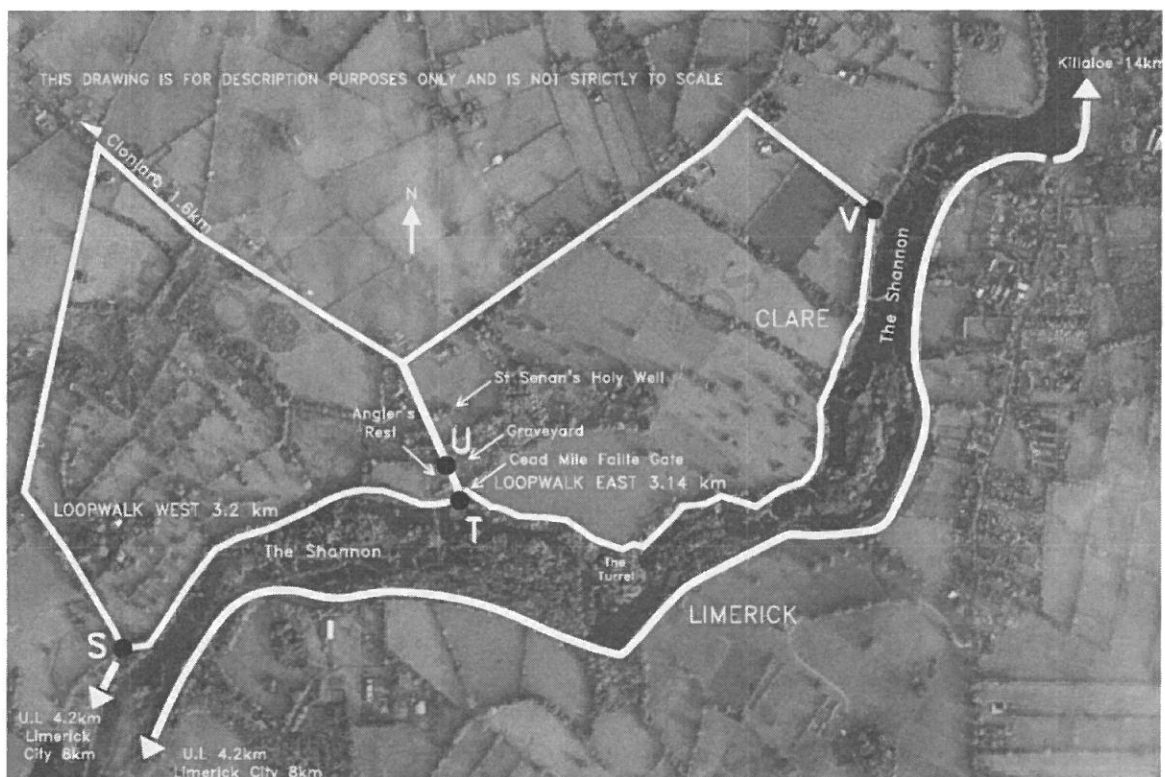 THIS DRAWING IS FOR DESCRIPTION PURPOSES ONLY AND IS NOT STRICTLY TO SCALE
Killaloe 14km
Clonlara 1.6km
N
V
The Shannon
CLARE
St Senan's Holy Well
Angler's
Rest
U
Graveyard
Cead Mile Failte Gate
LOOPWALK EAST 3.14 km
LOOPWALK WEST 3.2 km
T
The Shannon
The
Turrel
LIMERICK
S
U.L 4.2km
Limerick
City 8km
U.L 4.2km
Limerick City 8km